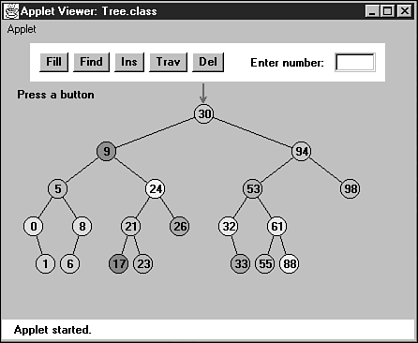 Applet Viewer: Tree.class
Applet
Fill Find Ins Trav Del Enter number:
Press a button
30
9 94
5 24 53 98
0 8 21 26 32 61
1 6 17 23 33 55 88
Applet started.